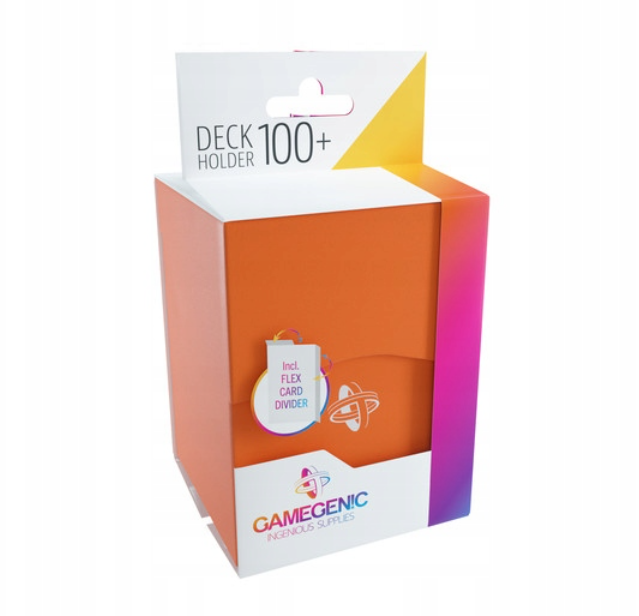 DECK
HOLDER 100+
Incl.
FLEX
CARD
DIVIDER
GAMEGENIC
INGENIOUS SUPPLIES